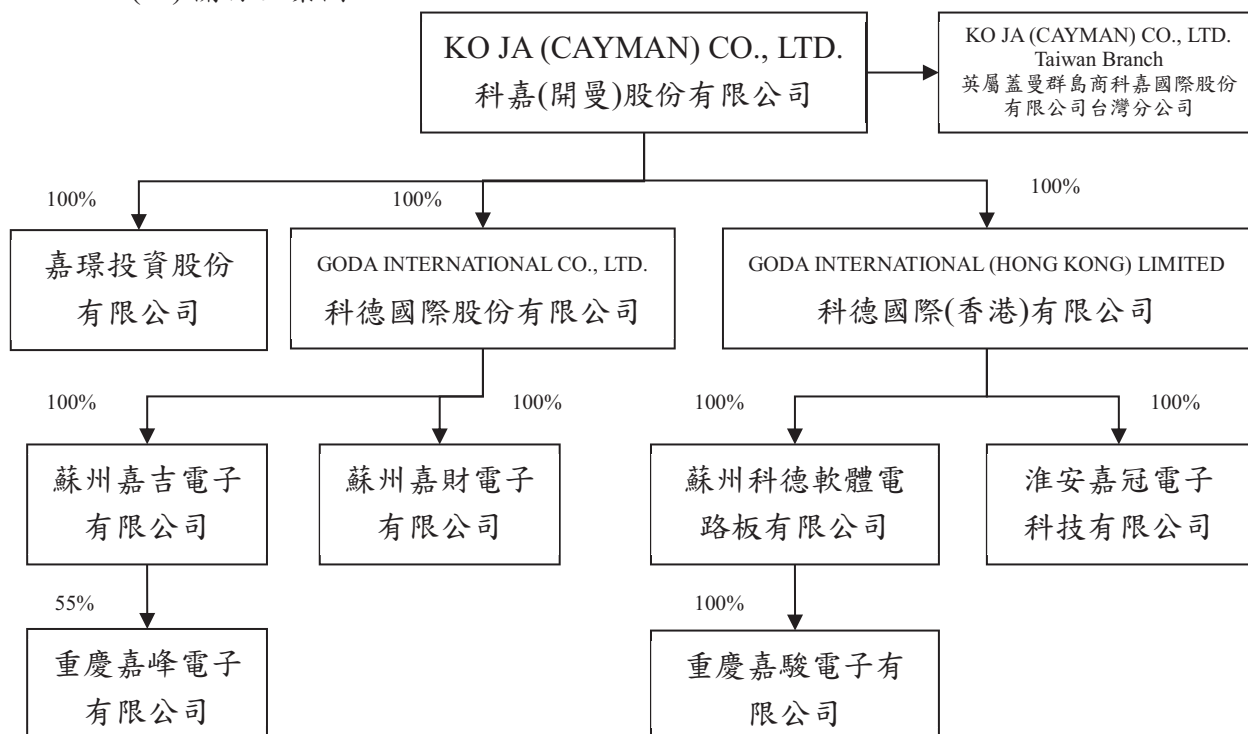 KO JA (CAYMAN) CO., LTD.
科嘉(開曼)股份有限公司
KO JA (CAYMAN) CO., LTD.
Taiwan Branch
英屬蓋曼群島商科嘉國際股份
有限公司台灣分公司
100%
100%
100%
嘉璟投資股份
有限公司
GODA INTERNATIONAL CO., LTD.
科德國際股份有限公司
GODA INTERNATIONAL (HONG KONG) LIMITED
科德國際(香港)有限公司
100%
100%
100%
100%
蘇州嘉吉電子
有限公司
蘇州嘉財電子
有限公司
蘇州科德軟體電
路板有限公司
淮安嘉冠電子
科技有限公司
55%
100%
重慶嘉峰電子
有限公司
重慶嘉駿電子有
限公司